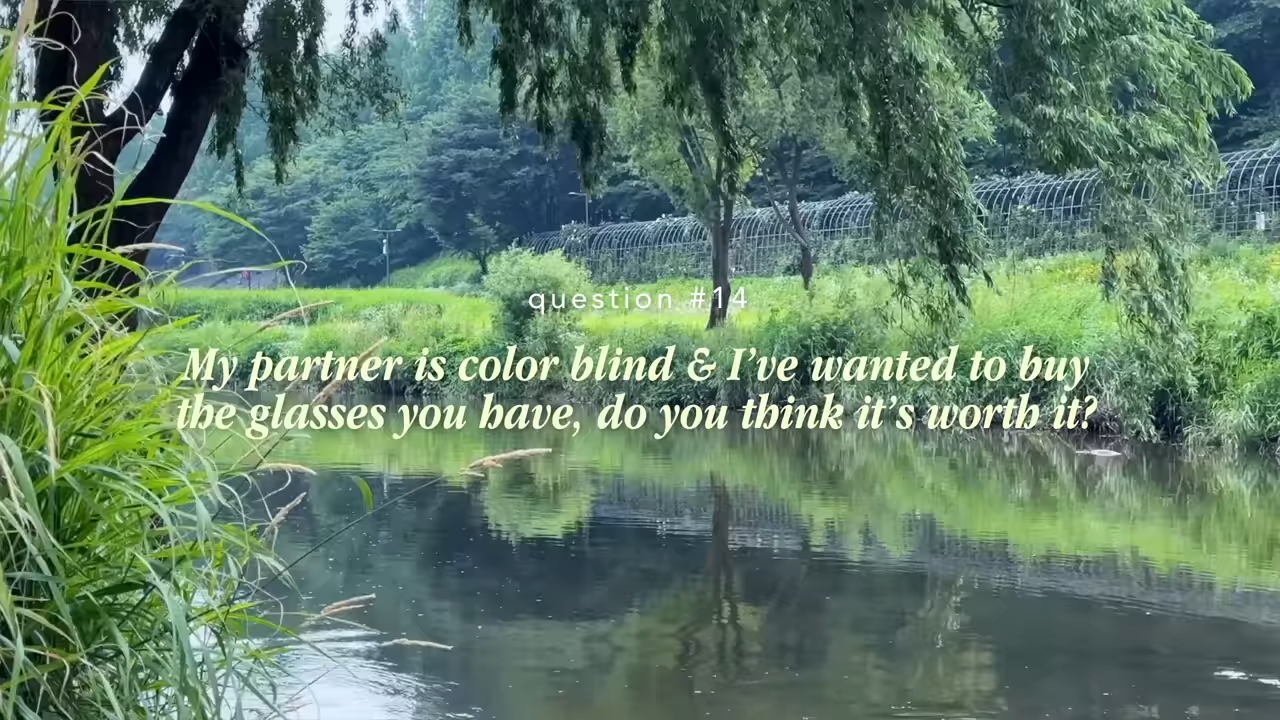 question #14
My partner is color blind & I've wanted to buy
the glasses you have, do you think it's worth it?